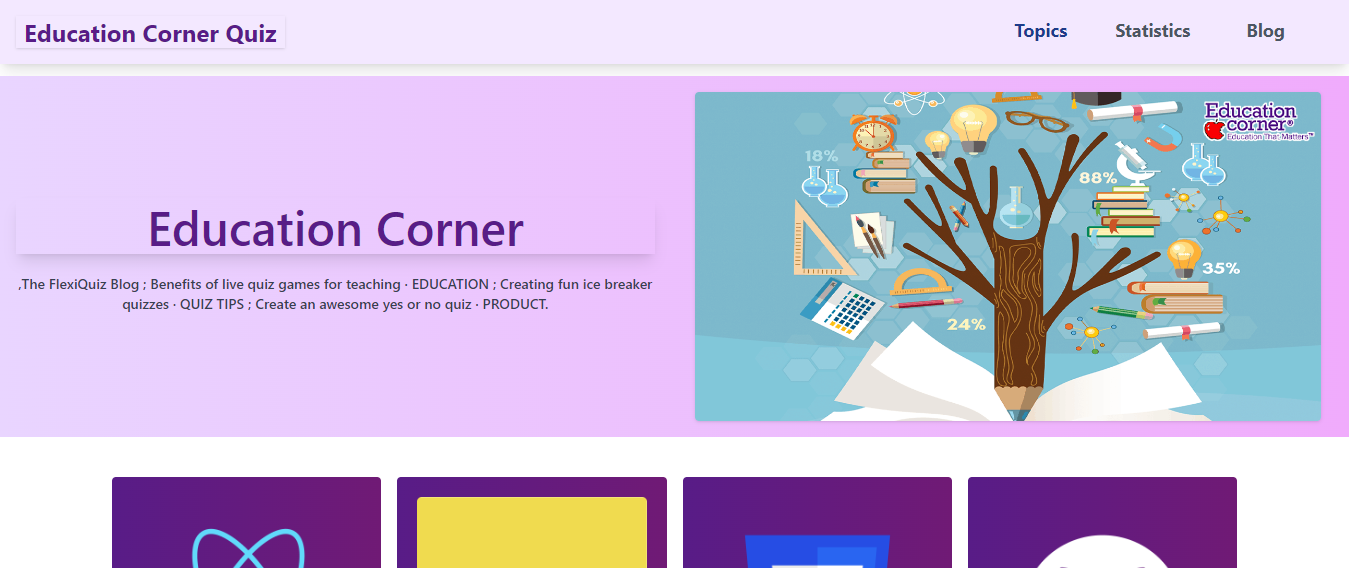 Education Corner Quiz
Topics
Statistics
Blog
Education Corner
,The FlexiQuiz Blog ; Benefits of live quiz games for teaching · EDUCATION ; Creating fun ice breaker
quizzes · QUIZ TIPS ; Create an awesome yes or no quiz · PRODUCT.
Education
corner®
Education That Matters™
18%
88%
35%
24%